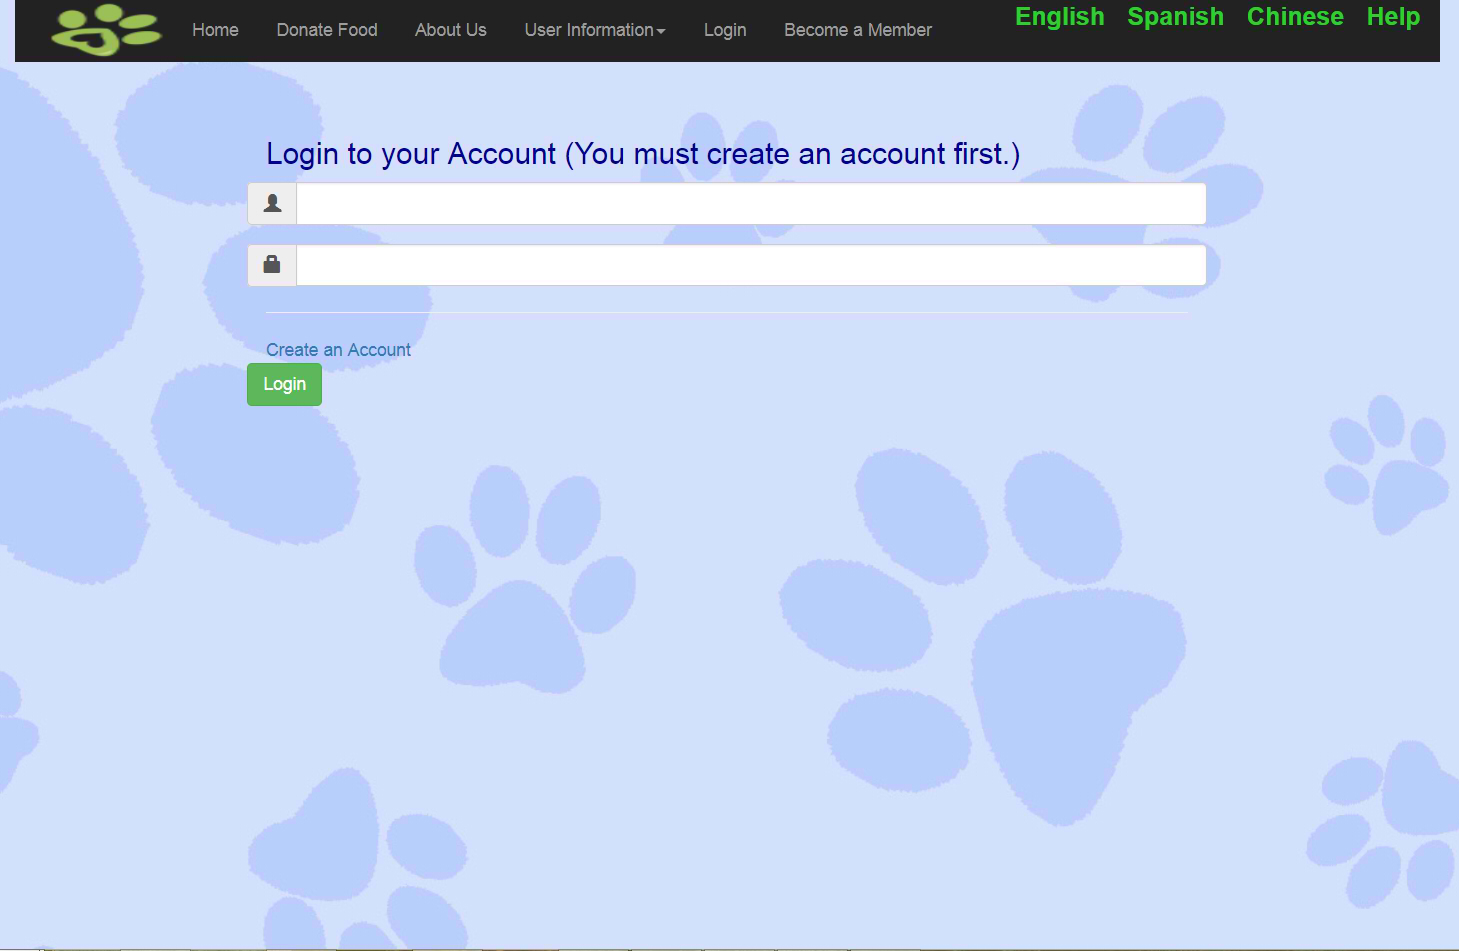 Home Donate Food About Us User Information Login Become a Member English Spanish Chinese Help
Login to your Account (You must create an account first.)
Create an Account
Login